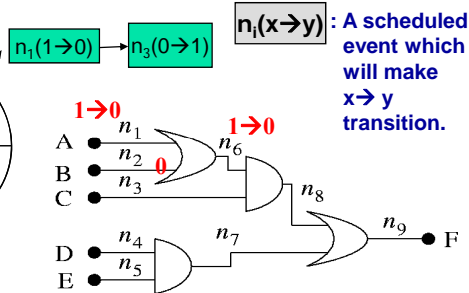 n₁(1→0) n₃(0→1)
nᵢ(x→y)
: A scheduled
event which
will make
x→ y
transition.
1→0
A n₁
1→0
n₆
B n₂
0
C n₃
n₈
D n₄
n₇
n₉ F
E n₅